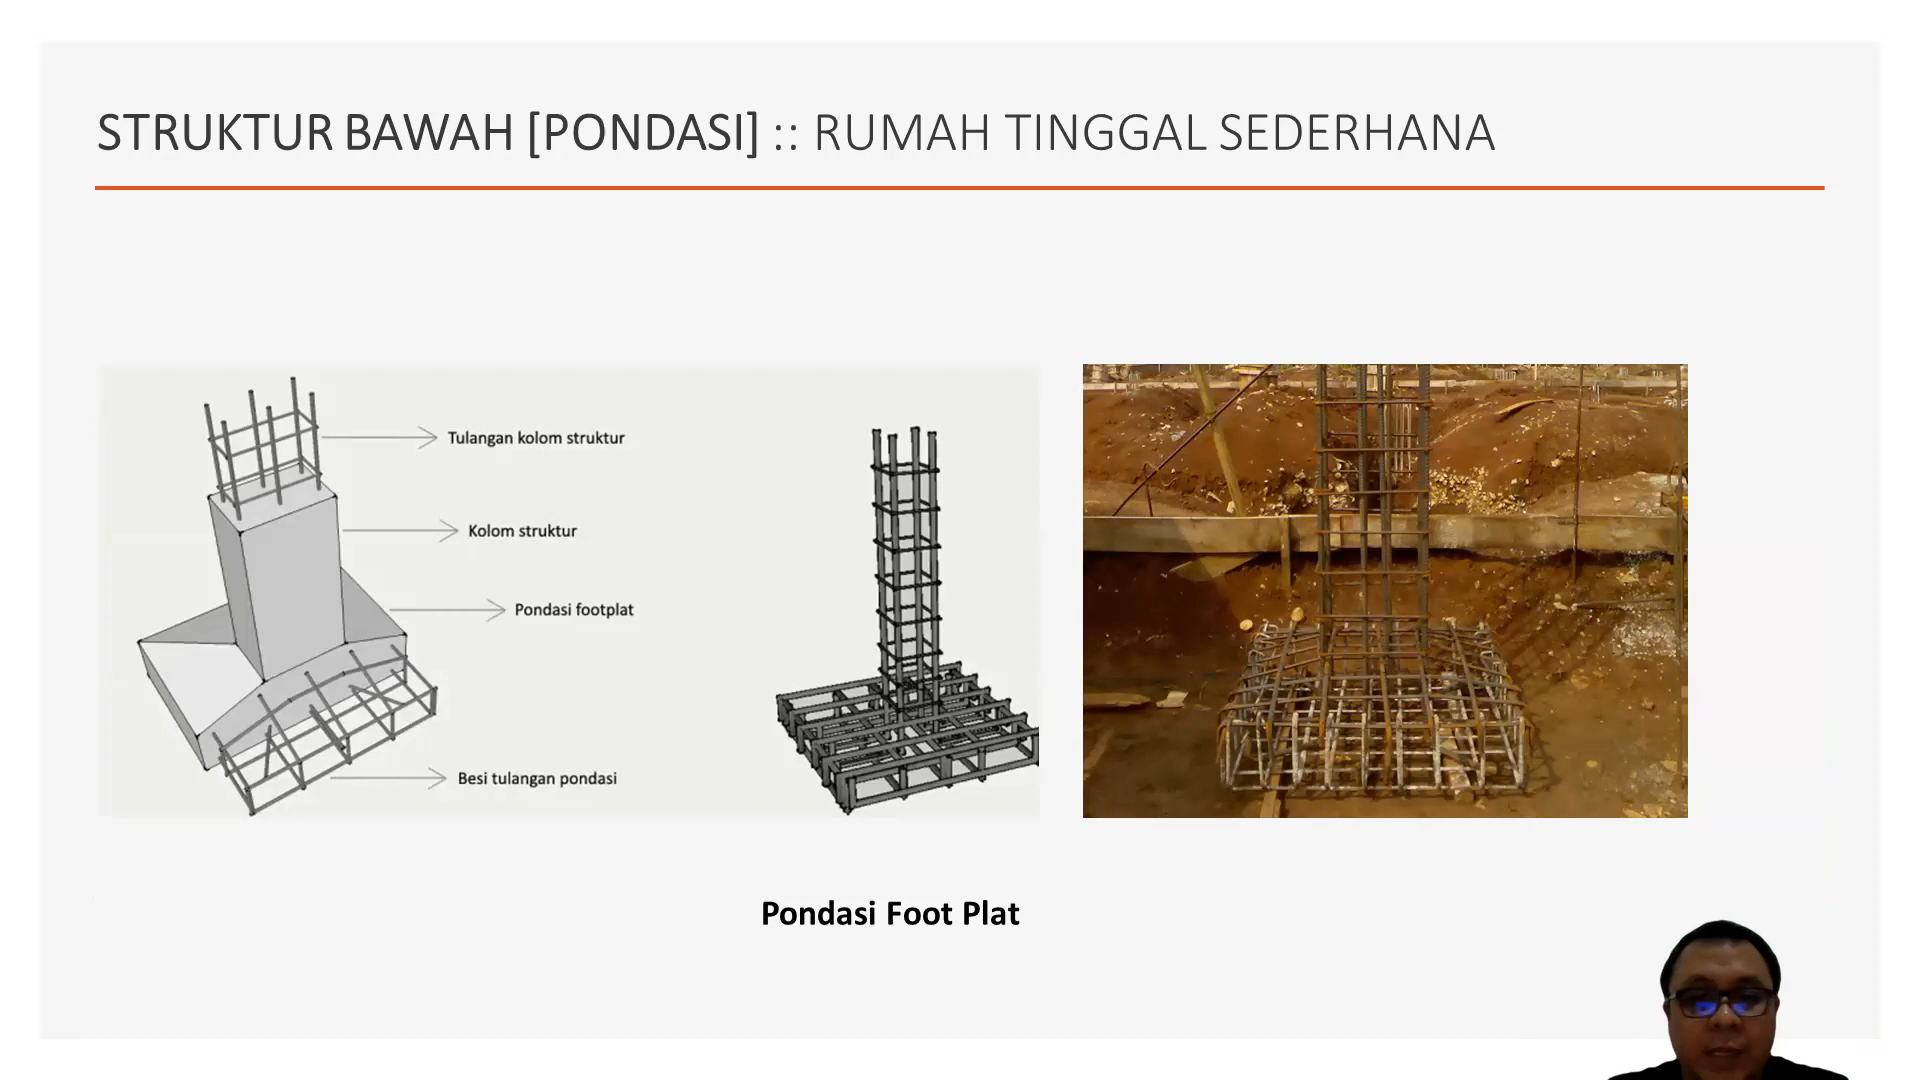 STRUKTUR BAWAH [PONDASI] :: RUMAH TINGGAL SEDERHANA
Tulangan kolom struktur
Kolom struktur
Pondasi footplat
Besi tulangan pondasi
Pondasi Foot Plat